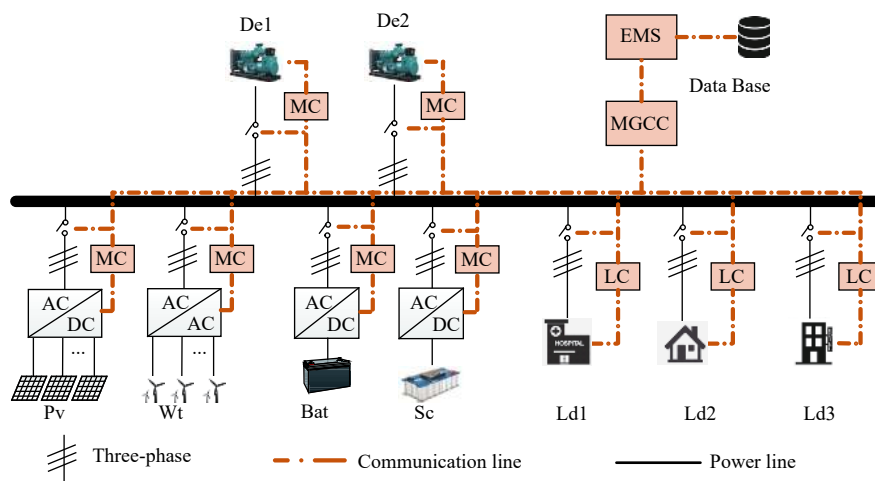 De1
De2
EMS
Data Base
MC
MC
MGCC
MC
MC
MC
MC
LC
LC
LC
AC
DC
AC
AC
AC
DC
AC
DC
...
...
HOSPITAL
Pv
Wt
Bat
Sc
Ld1
Ld2
Ld3
Three-phase
Communication line
Power line